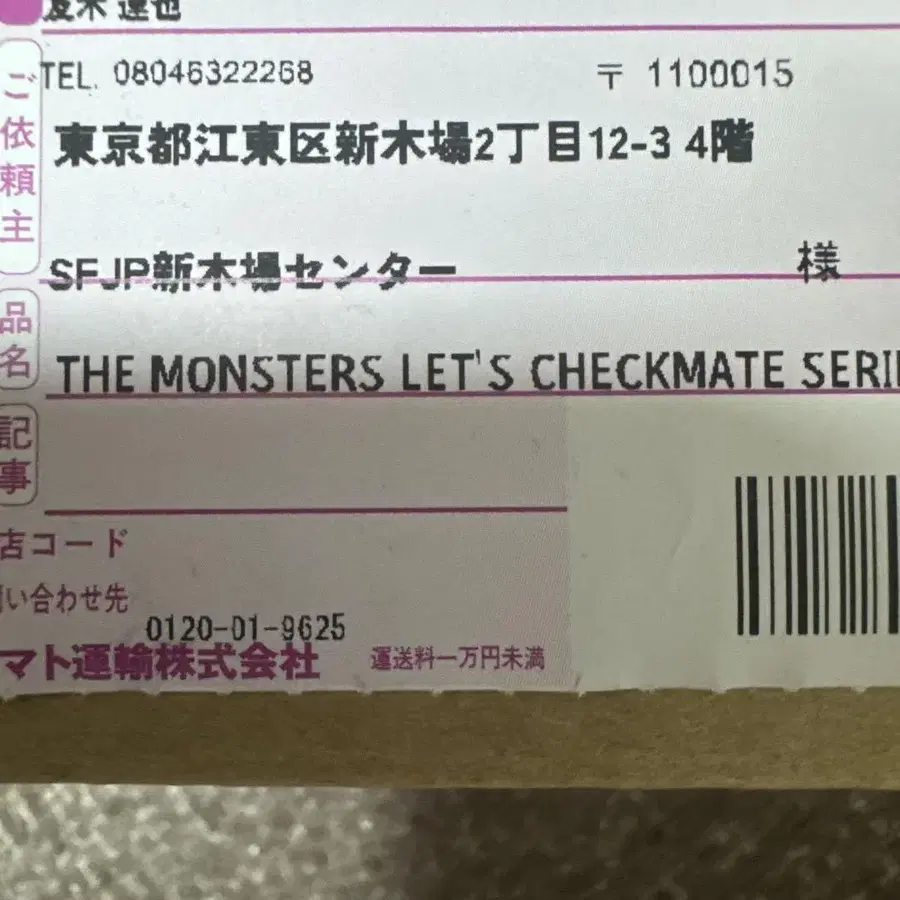 達也
TEL. 08046322268
〒 1100015
ご依頼主
東京都江東区新木場2丁目12-3 4階
SFJP新木場センター 様
品名
THE MONSTERS LET'S CHECKMATE SERI
記事
店コード
い合わせ先
0120-01-9625
マト運輸株式会社 運送料一万円未満